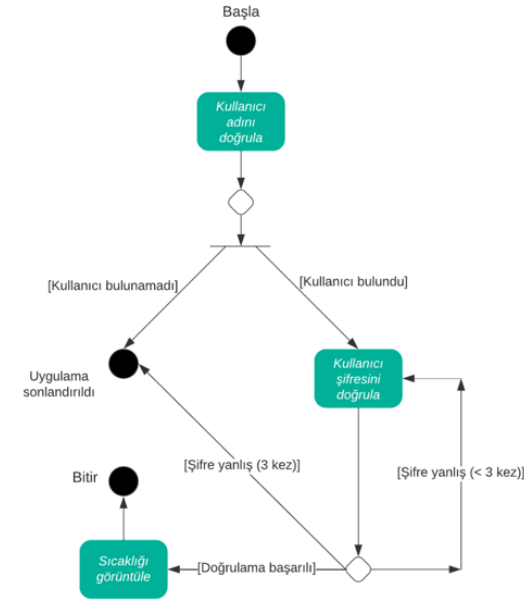 Başla
Kullanıcı
adını
doğrula
[Kullanıcı bulunamadı]
[Kullanıcı bulundu]
Uygulama
sonlandırıldı
Kullanıcı
şifresini
doğrula
[Şifre yanlış (3 kez)]
[Şifre yanlış (< 3 kez)]
Bitir
Sıcaklığı
görüntüle
[Doğrulama başarılı]